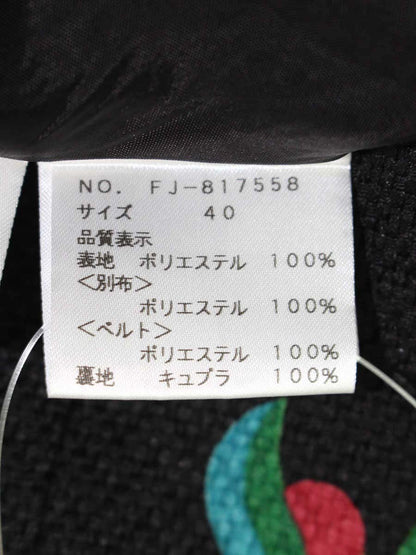 NO. FJ-817558
サイズ 40
品質表示
表地 ポリエステル 100%
<別布>
ポリエステル 100%
<ベルト>
ポリエステル 100%
裏地 キュプラ 100%